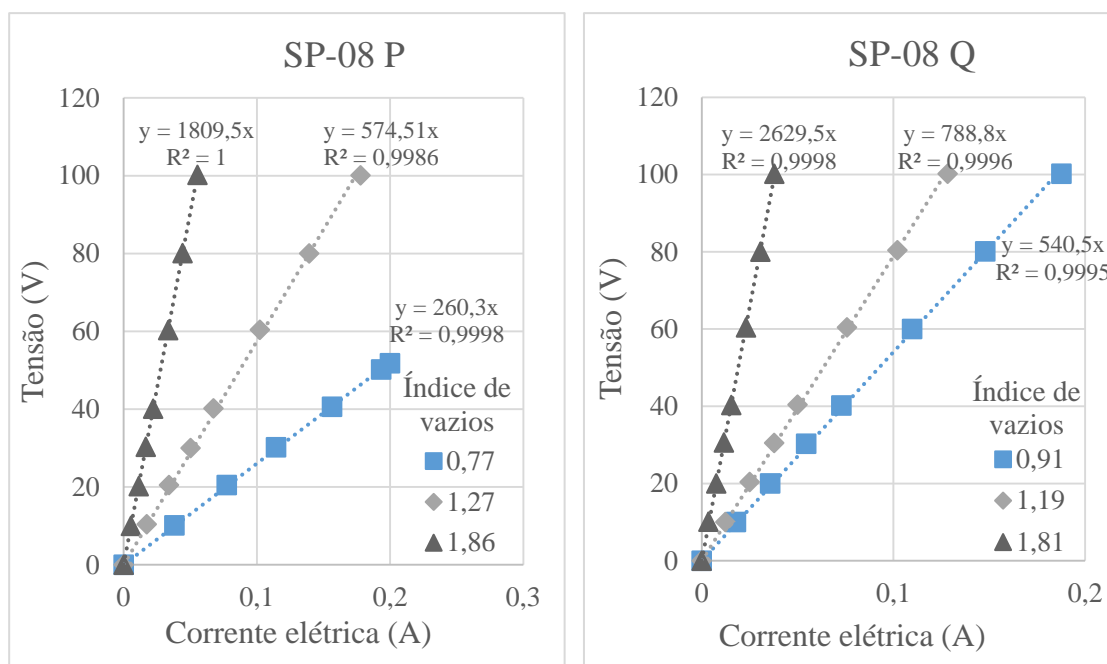 SP-08 P
120
100
80
60
40
20
0
Tensão (V)
y = 1809,5x
R² = 1
y = 574,51x
R² = 0,9986
y = 260,3x
R² = 0,9998
Índice de
vazios
0,77
1,27
1,86
0
0,1
0,2
0,3
Corrente elétrica (A)
SP-08 Q
120
100
80
60
40
20
0
Tensão (V)
y = 2629,5x
R² = 0,9998
y = 788,8x
R² = 0,9996
y = 540,5x
R² = 0,9995
Índice de
vazios
0,91
1,19
1,81
0
0,1
0,2
Corrente elétrica (A)